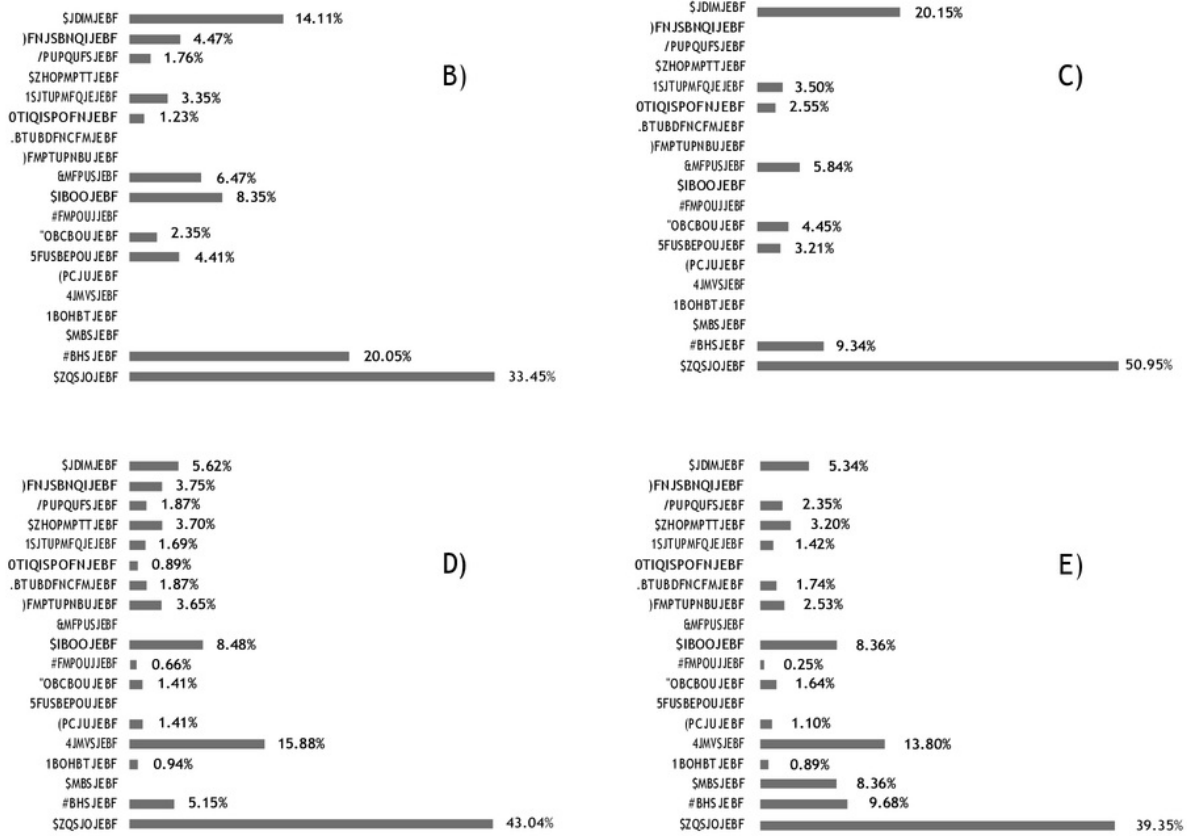 $JDIMJEBF 14.11%
)FNJSBNQIJEBF 4.47%
/PUPQUFSJEBF 1.76%
$ZHOPMPTTJEBF
1SJTUPMFQJEJEBF 3.35%
0TIQISPOFNJEBF 1.23%
.BTUBDFNCFMJEBF
)FMPTUPNBUJEBF
&MFPUSJEBF 6.47%
$IBOOJEBF 8.35%
#FMPOUJJEBF
"OBCBOUJEBF 2.35%
5FUSBEPOUJEBF 4.41%
(PCJUJEBF
4JMVSJEBF
1BOHBTJEBF
$MBSJEBF
#BHSJEBF 20.05%
$ZQSJOJEBF 33.45%
B)
$JDIMJEBF 20.15%
)FNJSBNQIJEBF
/PUPQUFSJEBF
$ZHOPMPTTJEBF
1SJTUPMFQJEJEBF 3.50%
0TIQISPOFNJEBF 2.55%
.BTUBDFNCFMJEBF
)FMPTUPNBUJEBF
&MFPUSJEBF 5.84%
$IBOOJEBF
#FMPOUJJEBF
"OBCBOUJEBF 4.45%
5FUSBEPOUJEBF 3.21%
(PCJUJEBF
4JMVSJEBF
1BOHBTJEBF
$MBSJEBF
#BHSJEBF 9.34%
$ZQSJOJEBF 50.95%
C)
$JDIMJEBF 5.62%
)FNJSBNQIJEBF 3.75%
/PUPQUFSJEBF 1.87%
$ZHOPMPTTJEBF 3.70%
1SJTUPMFQJEJEBF 1.69%
0TIQISPOFNJEBF 0.89%
.BTUBDFNCFMJEBF 1.87%
)FMPTUPNBUJEBF 3.65%
&MFPUSJEBF
$IBOOJEBF 8.48%
#FMPOUJJEBF 0.66%
"OBCBOUJEBF 1.41%
5FUSBEPOUJEBF
(PCJUJEBF 1.41%
4JMVSJEBF 15.88%
1BOHBTJEBF 0.94%
$MBSJEBF
#BHSJEBF 5.15%
$ZQSJOJEBF 43.04%
D)
$JDIMJEBF 5.34%
)FNJSBNQIJEBF
/PUPQUFSJEBF 2.35%
$ZHOPMPTTJEBF 3.20%
1SJTUPMFQJEJEBF 1.42%
0TIQISPOFNJEBF
.BTUBDFNCFMJEBF 1.74%
)FMPTUPNBUJEBF 2.53%
&MFPUSJEBF
$IBOOJEBF 8.36%
#FMPOUJJEBF 0.25%
"OBCBOUJEBF 1.64%
5FUSBEPOUJEBF
(PCJUJEBF 1.10%
4JMVSJEBF 13.80%
1BOHBTJEBF 0.89%
$MBSJEBF 8.36%
#BHSJEBF 9.68%
$ZQSJOJEBF 39.35%
E)